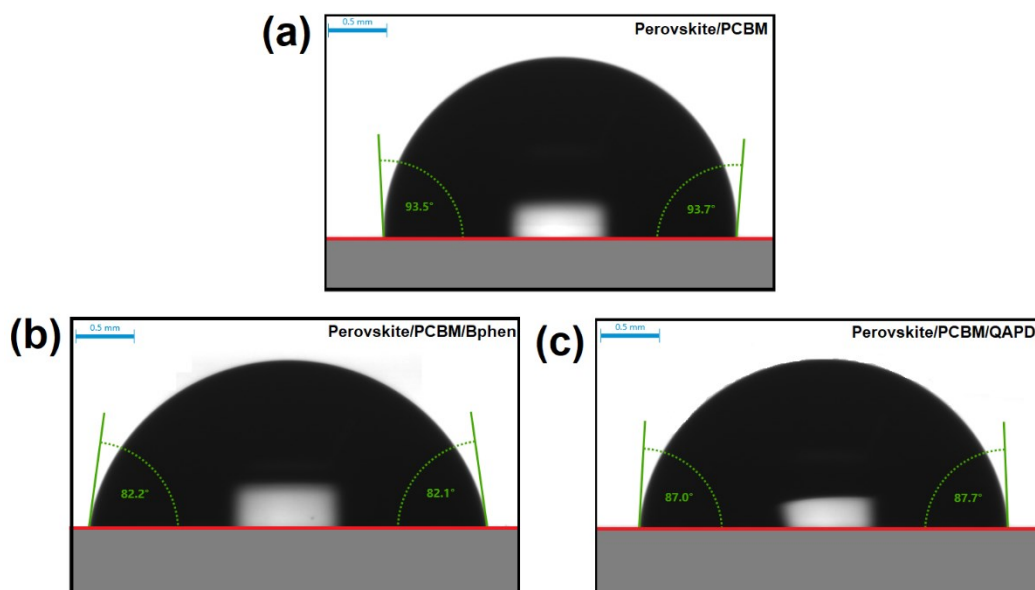 (a)
0.5 mm
Perovskite/PCBM
93.5°
93.7°
(b)
0.5 mm
Perovskite/PCBM/Bphen
82.2°
82.1°
(c)
0.5 mm
Perovskite/PCBM/QAPD
87.0°
87.7°